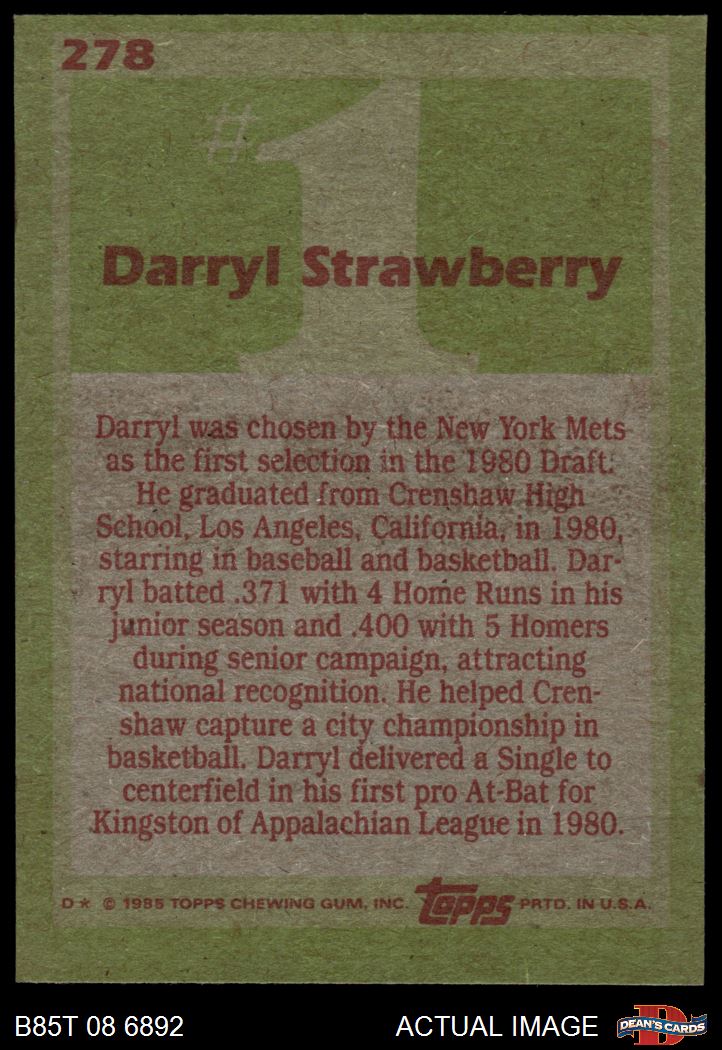 278
#1
Darryl Strawberry
Darryl was chosen by the New York Mets
as the first selection in the 1980 Draft.
He graduated from Crenshaw High
School, Los Angeles, California, in 1980,
starring in baseball and basketball. Dar-
ryl batted .371 with 4 Home Runs in his
junior season and .400 with 5 Homers
during senior campaign, attracting
national recognition. He helped Cren-
shaw capture a city championship in
basketball. Darryl delivered a Single to
centerfield in his first pro At-Bat for
Kingston of Appalachian League in 1980.
D* © 1985 TOPPS CHEWING GUM, INC. Topps PRTD. IN U.S.A.
B85T 08 6892 ACTUAL IMAGE D DEAN'S CARDS